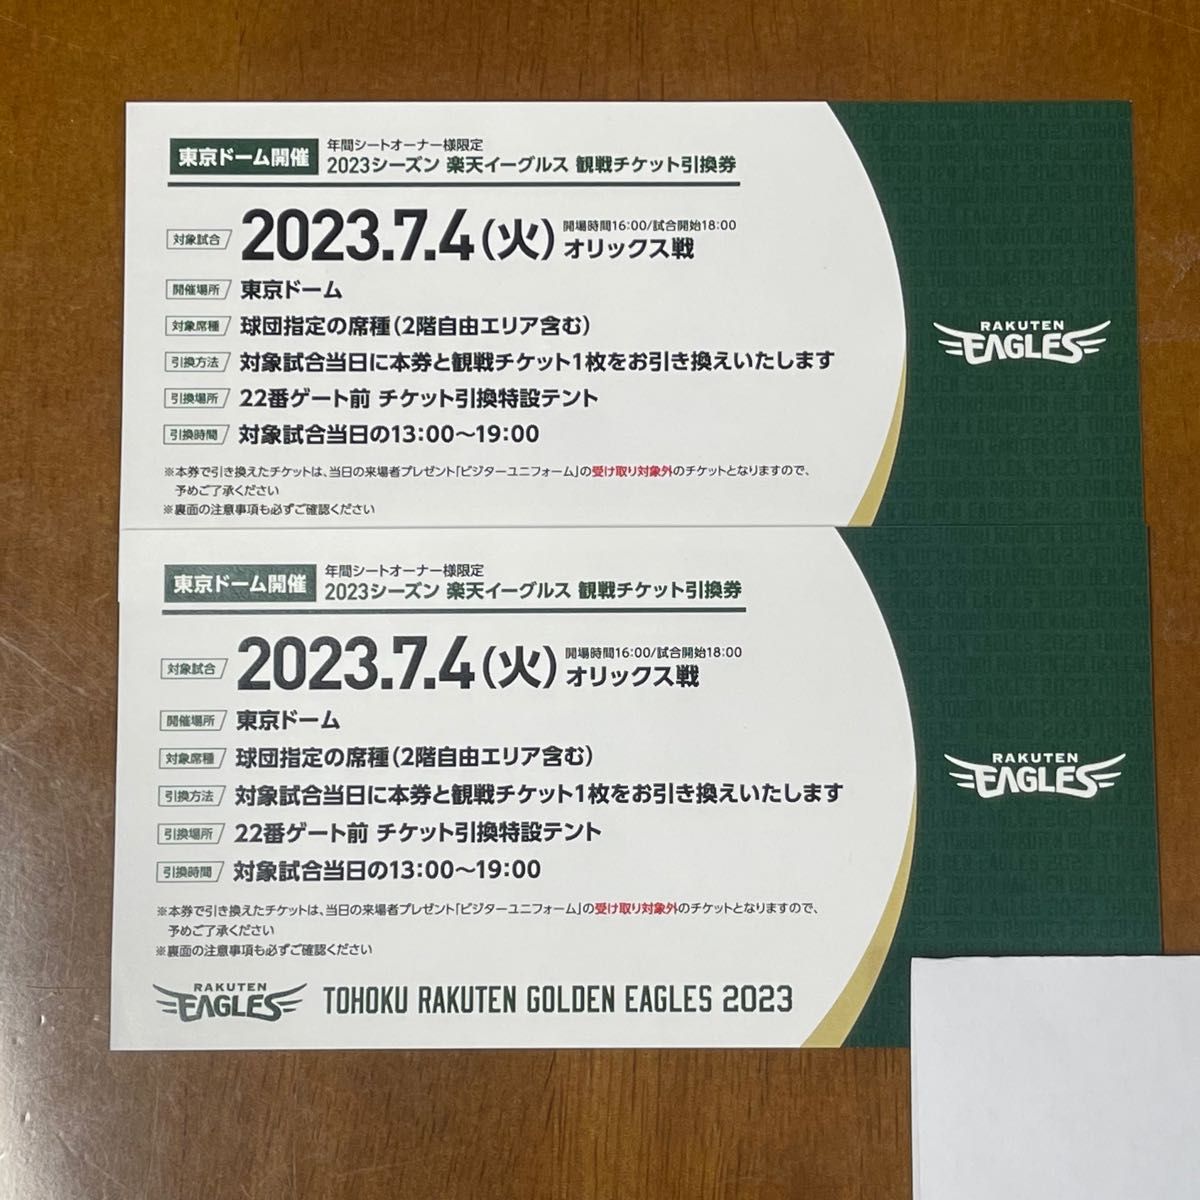 東京ドーム開催
年間シートオーナー様限定
2023シーズン 楽天イーグルス 観戦チケット引換券
対象試合 2023.7.4(火) 開場時間16:00/試合開始18:00
オリックス戦
開催場所 東京ドーム
対象席種 球団指定の席種(2階自由エリア含む)
引換方法 対象試合当日に本券と観戦チケット1枚をお引き換えいたします
引換場所 22番ゲート前 チケット引換特設テント
引換時間 対象試合当日の13:00〜19:00
※本券で引き換えたチケットは、当日の来場者プレゼント「ビジターユニフォーム」の受け取り対象外のチケットとなりますので、
予めご了承ください
※裏面の注意事項も必ずご確認ください
RAKUTEN
EAGLES
東京ドーム開催
年間シートオーナー様限定
2023シーズン 楽天イーグルス 観戦チケット引換券
対象試合 2023.7.4(火) 開場時間16:00/試合開始18:00
オリックス戦
開催場所 東京ドーム
対象席種 球団指定の席種(2階自由エリア含む)
引換方法 対象試合当日に本券と観戦チケット1枚をお引き換えいたします
引換場所 22番ゲート前 チケット引換特設テント
引換時間 対象試合当日の13:00〜19:00
※本券で引き換えたチケットは、当日の来場者プレゼント「ビジターユニフォーム」の受け取り対象外のチケットとなりますので、
予めご了承ください
※裏面の注意事項も必ずご確認ください
RAKUTEN
EAGLES
TOHOKU RAKUTEN GOLDEN EAGLES 2023
RAKUTEN
EAGLES